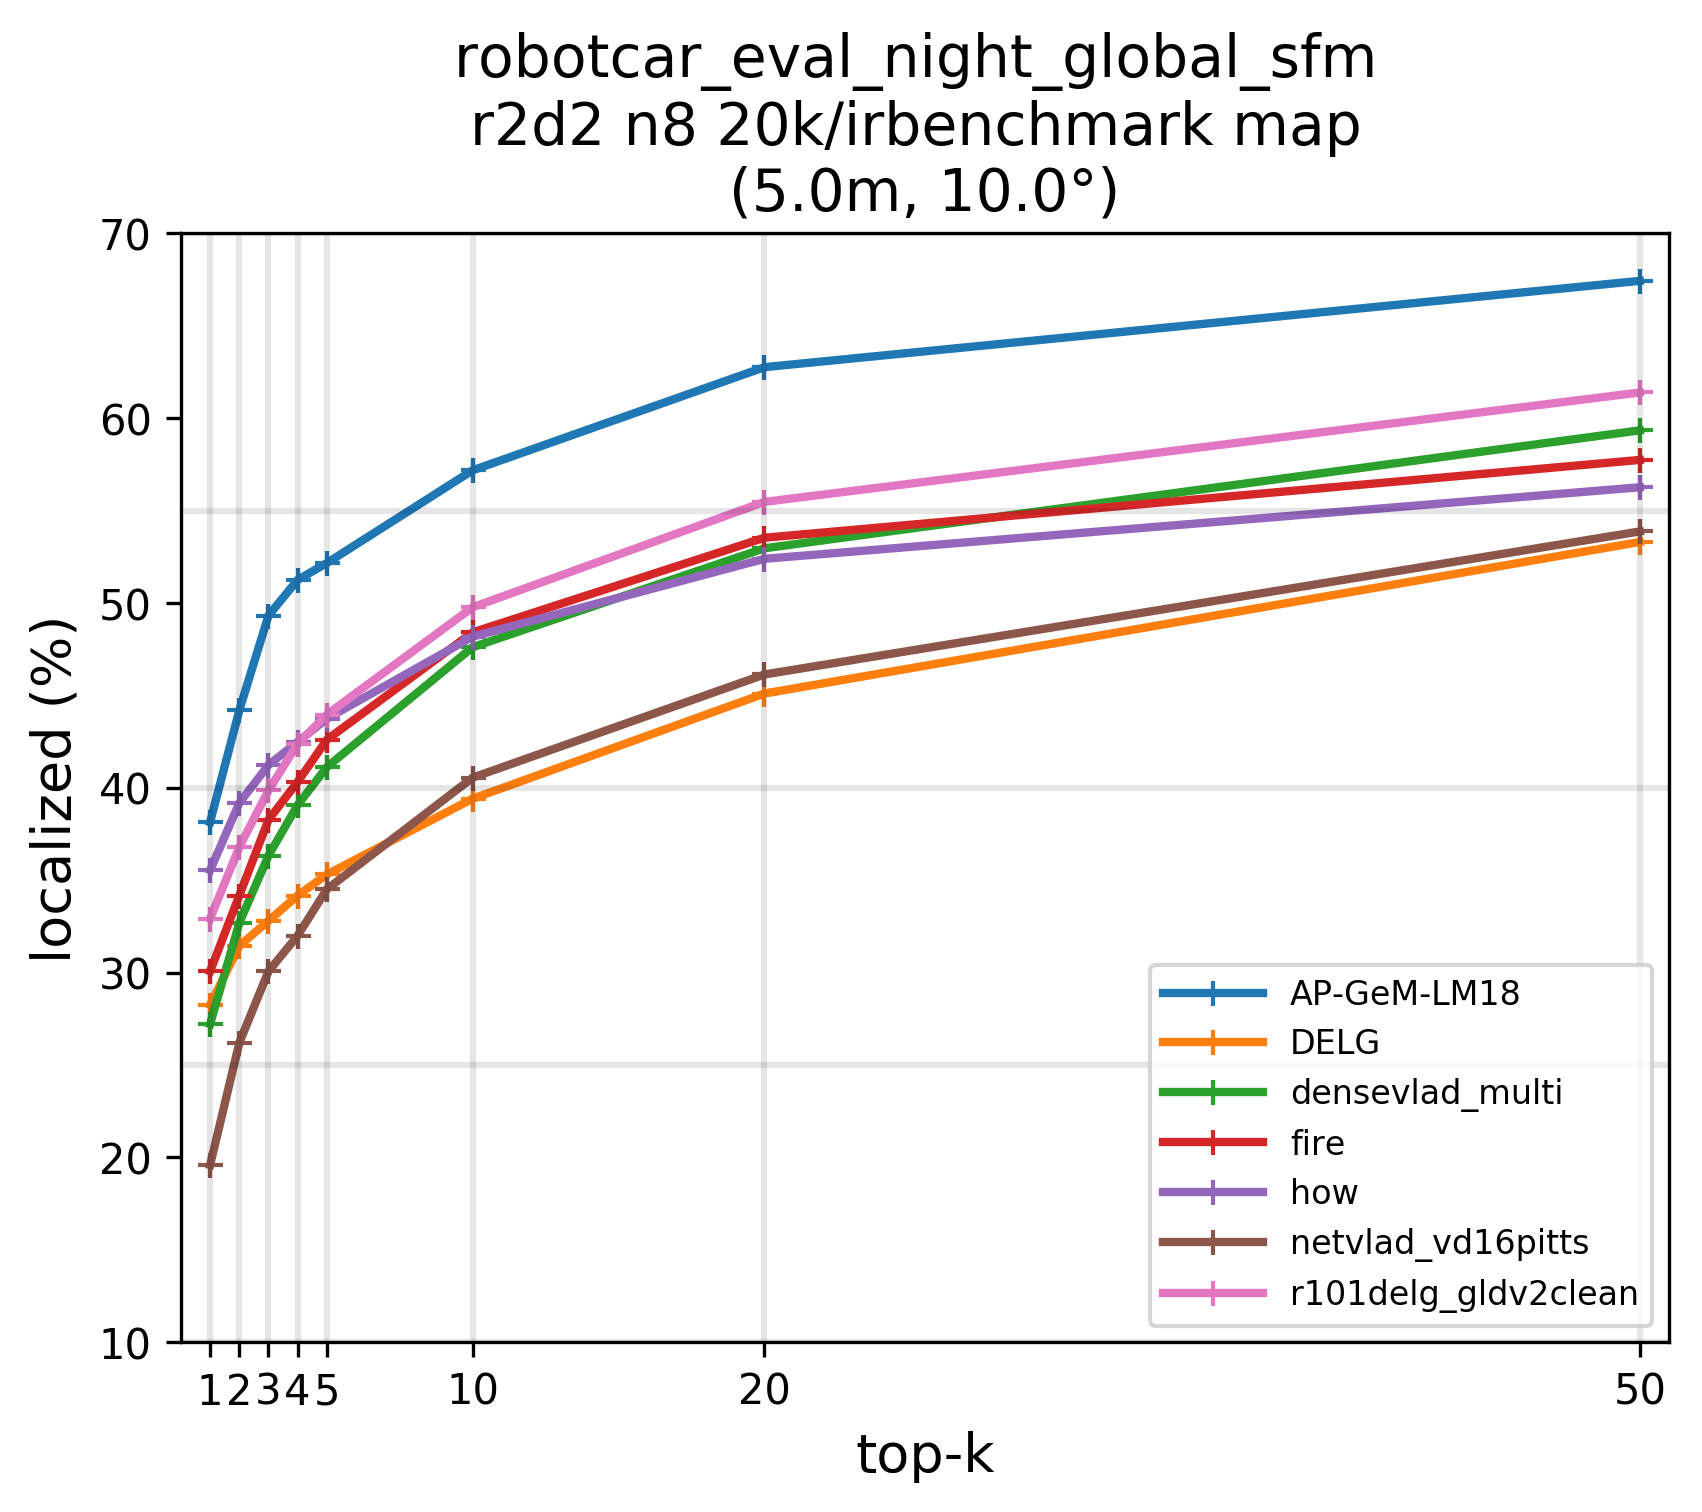 robotcar_eval_night_global_sfm
r2d2 n8 20k/irbenchmark map
(5.0m, 10.0°)
70
60
50
40
30
20
10
localized (%)
AP-GeM-LM18
DELG
densevlad_multi
fire
how
netvlad_vd16pitts
r101delg_gldv2clean
1 2 3 4 5 10 20 50
top-k